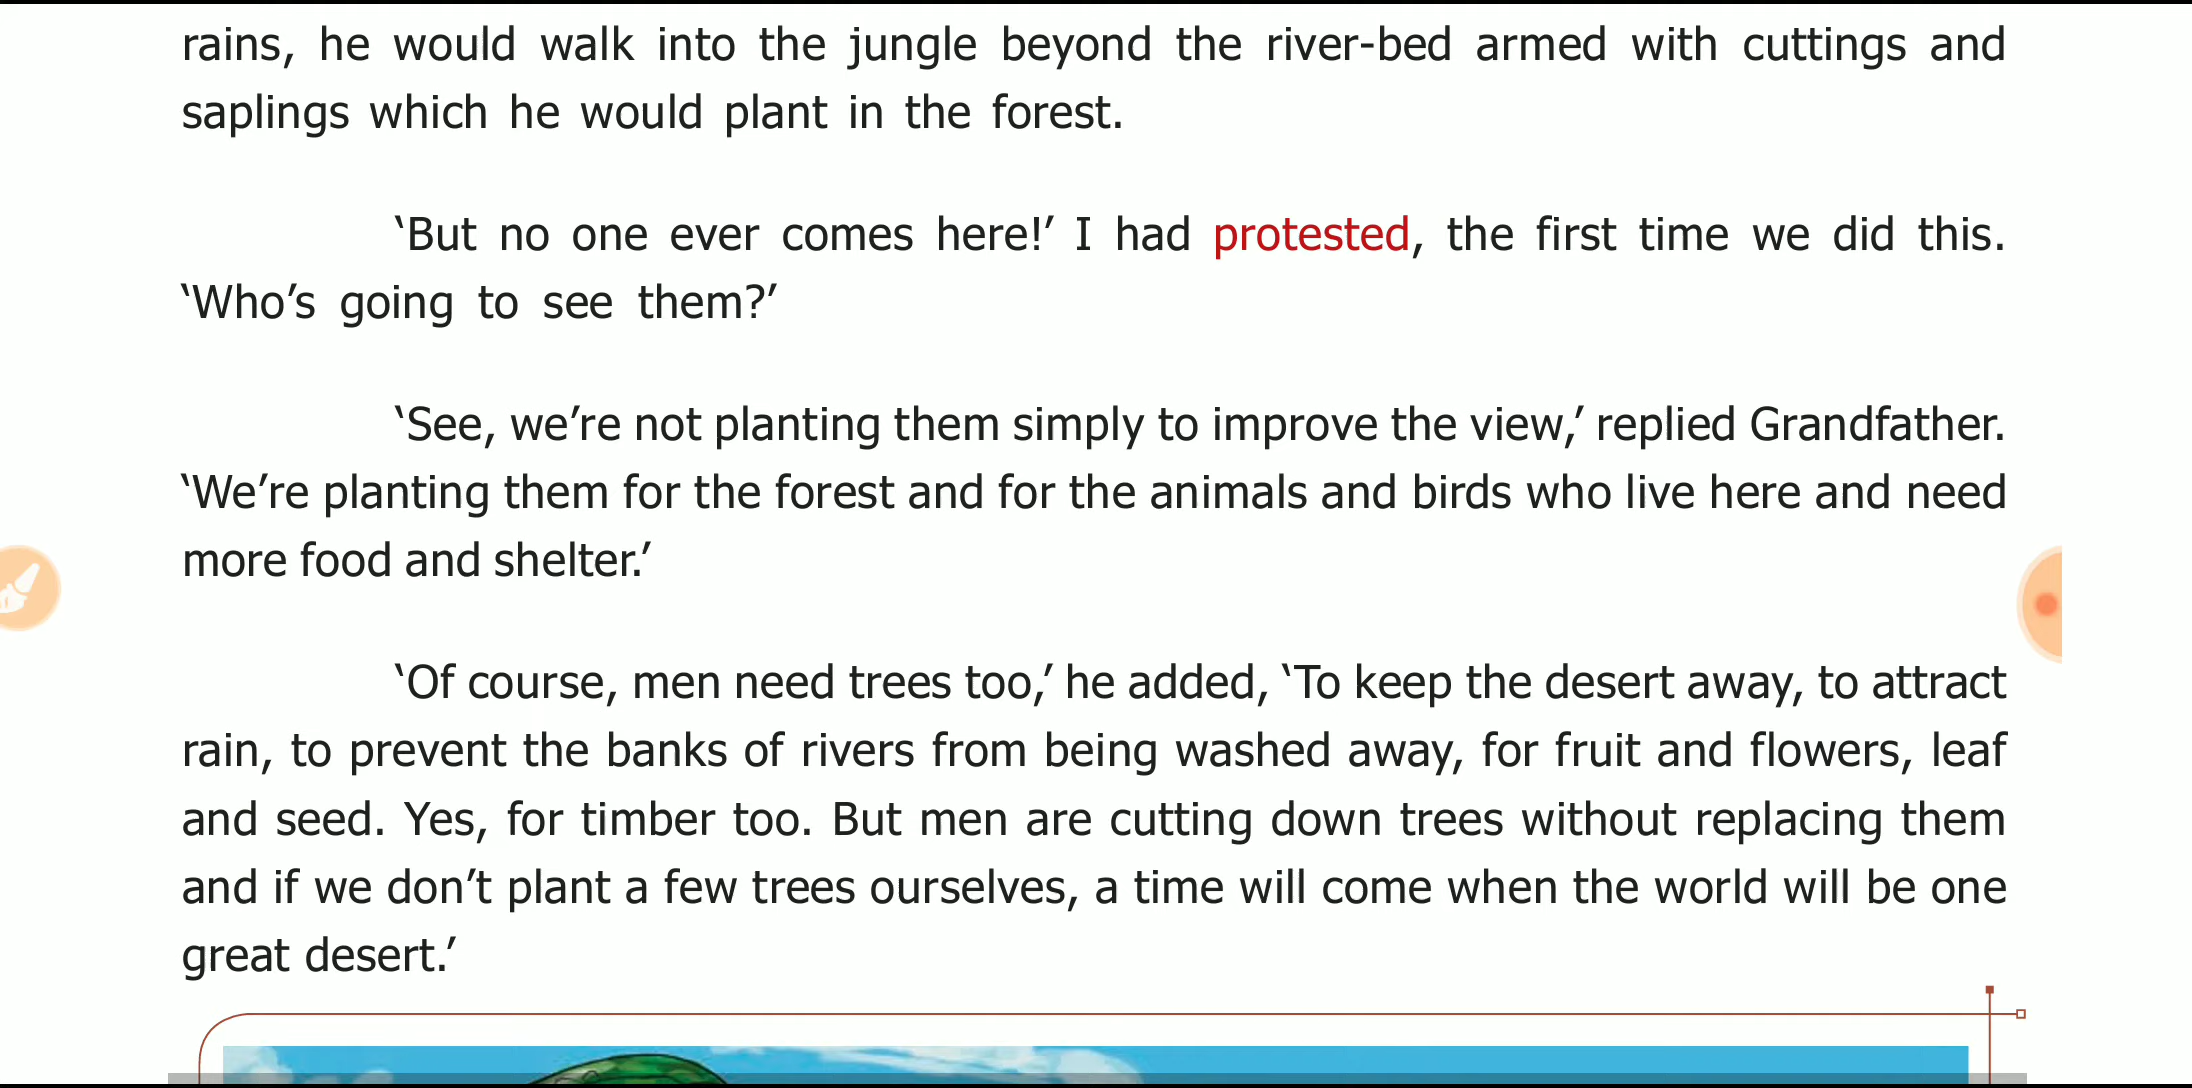 rains, he would walk into the jungle beyond the river-bed armed with cuttings and
saplings which he would plant in the forest.
‘But no one ever comes here!’ I had protested, the first time we did this.
‘Who’s going to see them?’
‘See, we’re not planting them simply to improve the view,’ replied Grandfather.
‘We’re planting them for the forest and for the animals and birds who live here and need
more food and shelter.’
‘Of course, men need trees too,’ he added, ‘To keep the desert away, to attract
rain, to prevent the banks of rivers from being washed away, for fruit and flowers, leaf
and seed. Yes, for timber too. But men are cutting down trees without replacing them
and if we don’t plant a few trees ourselves, a time will come when the world will be one
great desert.’